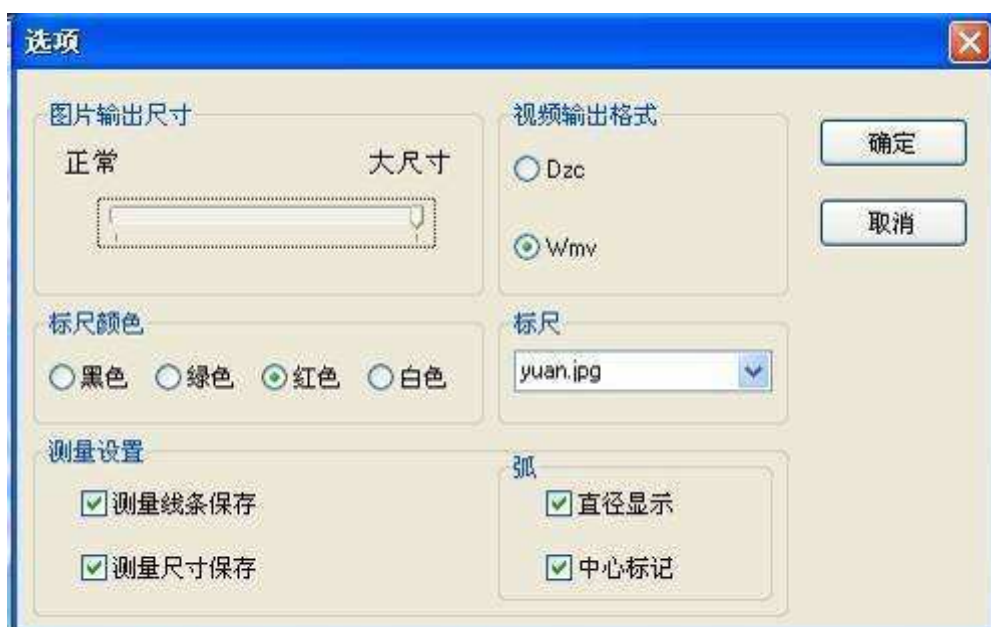 选项
图片输出尺寸
正常 大尺寸
视频输出格式
Dzc
Wmv
确定
取消
标尺颜色
黑色 绿色 红色 白色
标尺
yuan.jpg
测量设置
测量线条保存
测量尺寸保存
弧
直径显示
中心标记